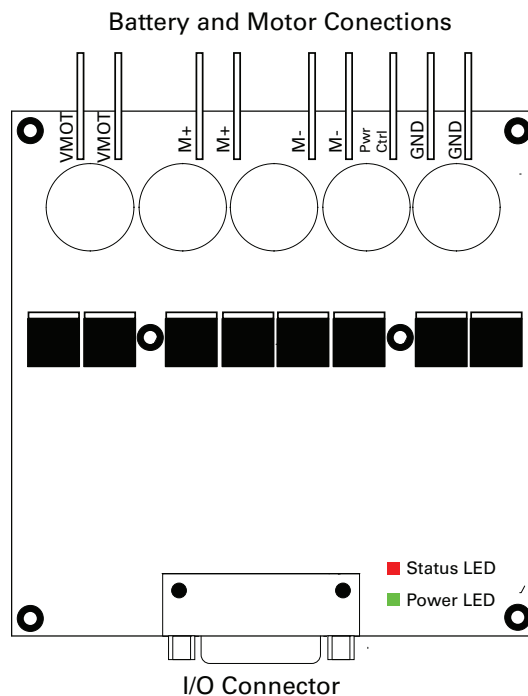 Battery and Motor Conections
VMOT
VMOT
M+
M+
M-
M-
Pwr
Ctrl
GND
GND
Status LED
Power LED
I/O Connector